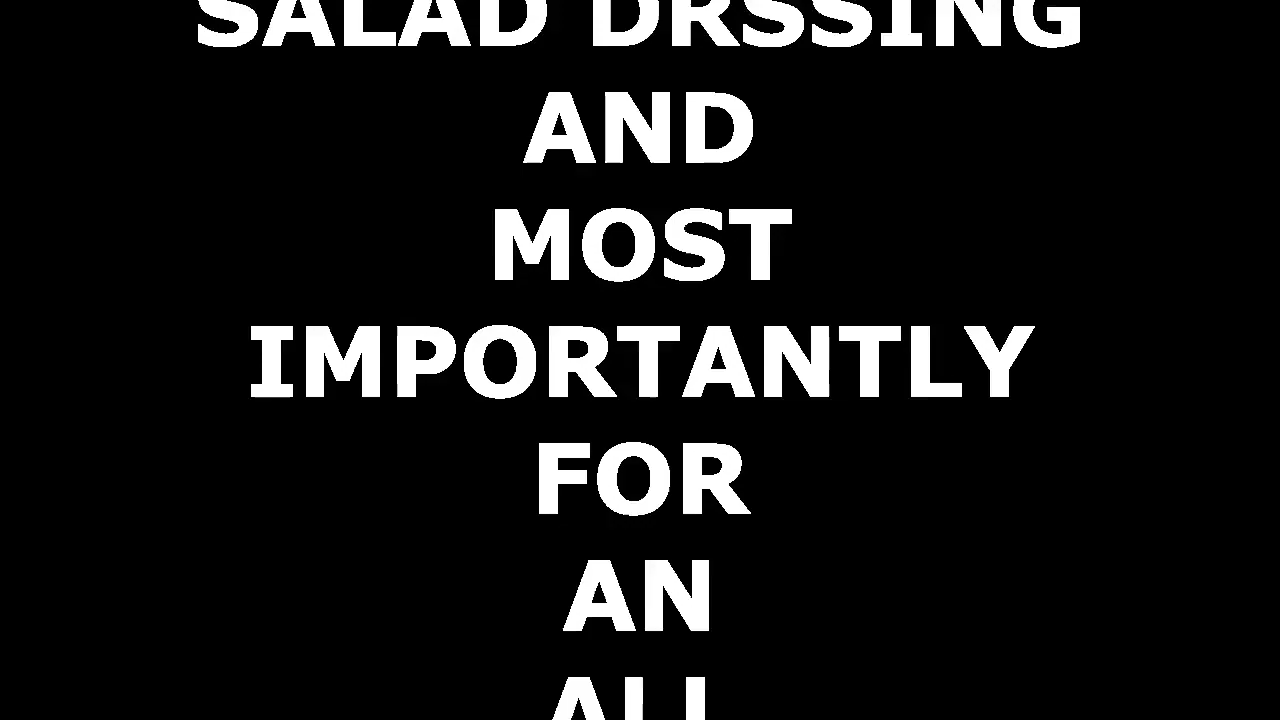 SALAD DRSSING
AND
MOST
IMPORTANTLY
FOR
AN
ALL